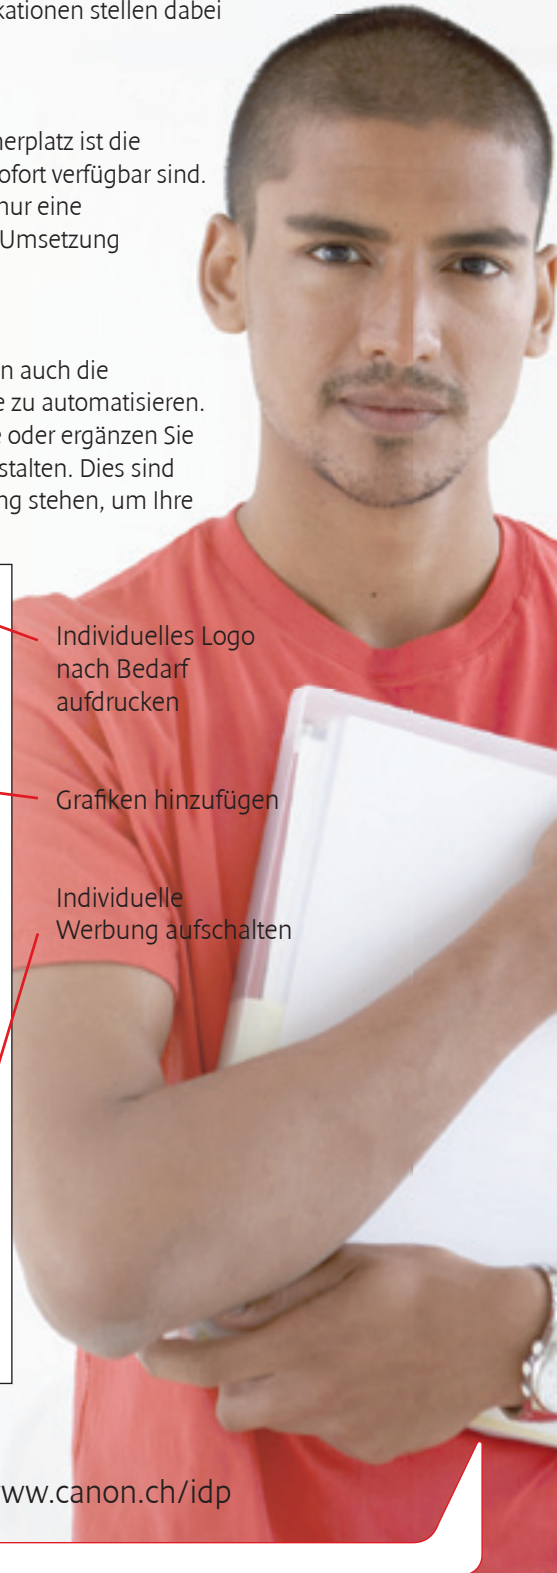 kationen stellen dabei
nerplatz ist die
ofort verfügbar sind.
nur eine
Umsetzung
n auch die
e zu automatisieren.
e oder ergänzen Sie
stalten. Dies sind
ng stehen, um Ihre
Individuelles Logo
nach Bedarf
aufdrucken
Grafiken hinzufügen
Individuelle
Werbung aufschalten
ww.canon.ch/idp